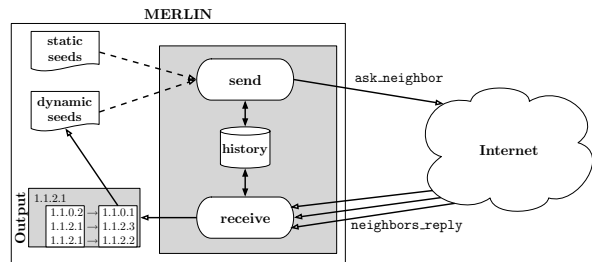 MERLIN
static
seeds
dynamic
seeds
send
history
receive
ask_neighbor
Internet
neighbors_reply
Output
1.1.2.1
1.1.0.2 → 1.1.0.1
1.1.2.1 → 1.1.2.3
1.1.2.1 → 1.1.2.2